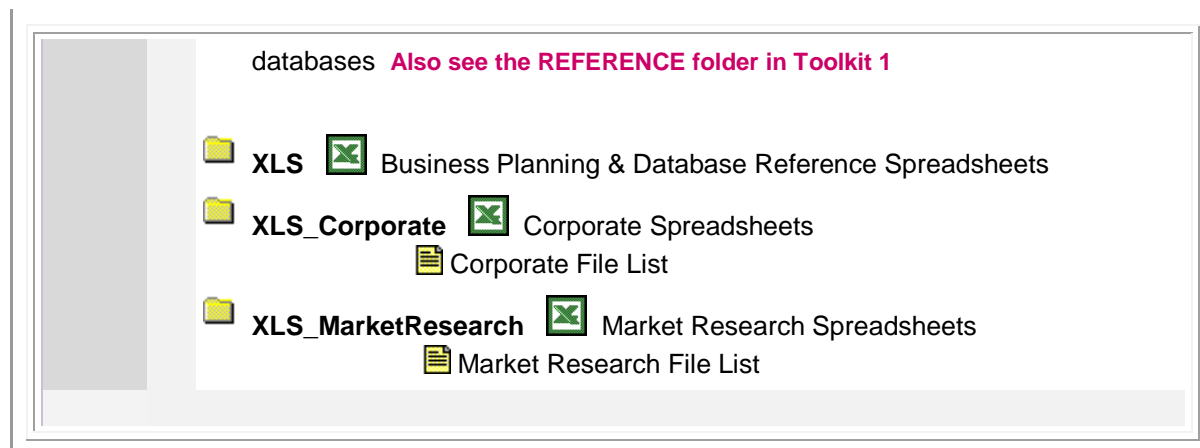 databases Also see the REFERENCE folder in Toolkit 1
XLS Business Planning & Database Reference Spreadsheets
XLS_Corporate Corporate Spreadsheets
Corporate File List
XLS_MarketResearch Market Research Spreadsheets
Market Research File List